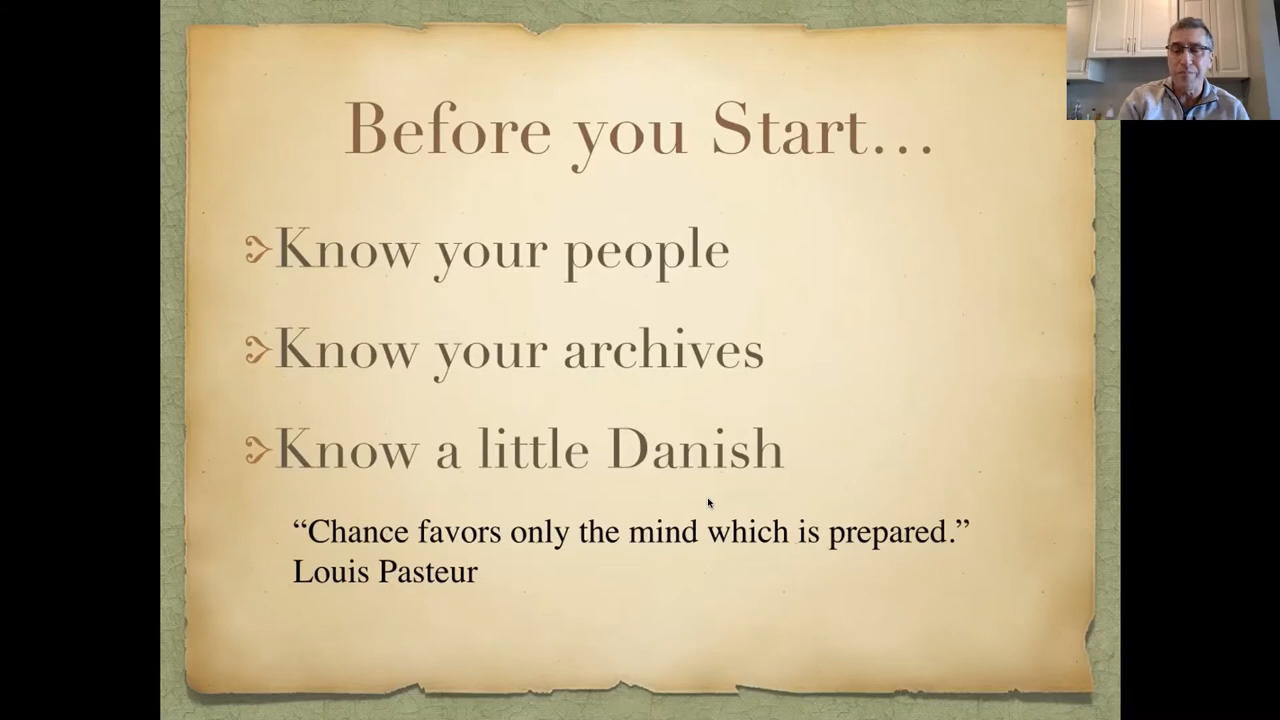 Before you Start…
Know your people
Know your archives
Know a little Danish
“Chance favors only the mind which is prepared.”
Louis Pasteur